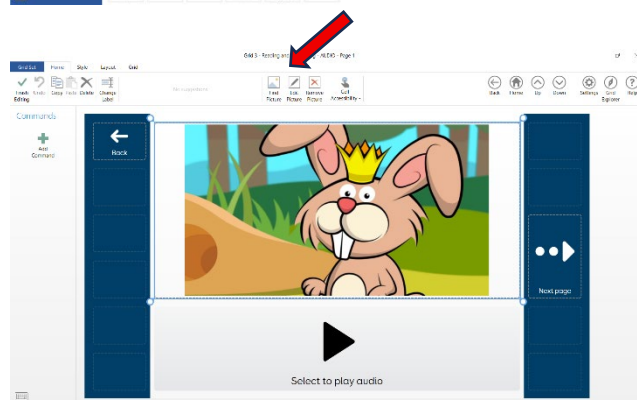 Grid 3 - Reading and
- AUDIO - Page 1
Grid Set Home Style Layout Grid
Finish Editing
Undo
Copy
Paste
Delete
Change Label
Find Picture
Edit Picture
Remove Picture
Cell Accessibility
Back
Home
Up
Down
Settings
Grid Explorer
Help
Commands
Add Command
Back
Next page
Select to play audio